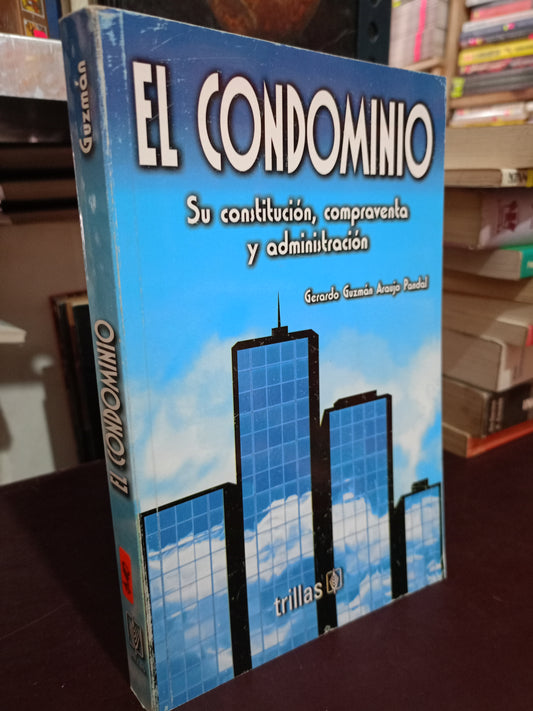 EL CONDOMINIO
Su constitución, compraventa
y administración
Gerardo Guzmán Araujo Pandal
trillas
Guzmán
EL CONDOMINIO